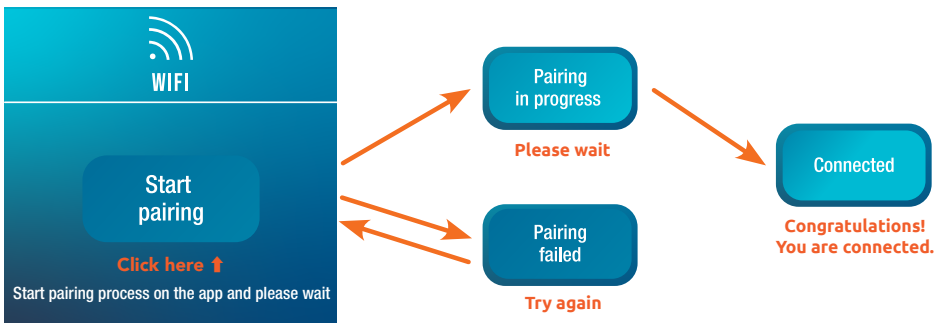 WIFI
Start
pairing
Click here ⬆
Start pairing process on the app and please wait
Pairing
in progress
Please wait
Pairing
failed
Try again
Connected
Congratulations!
You are connected.